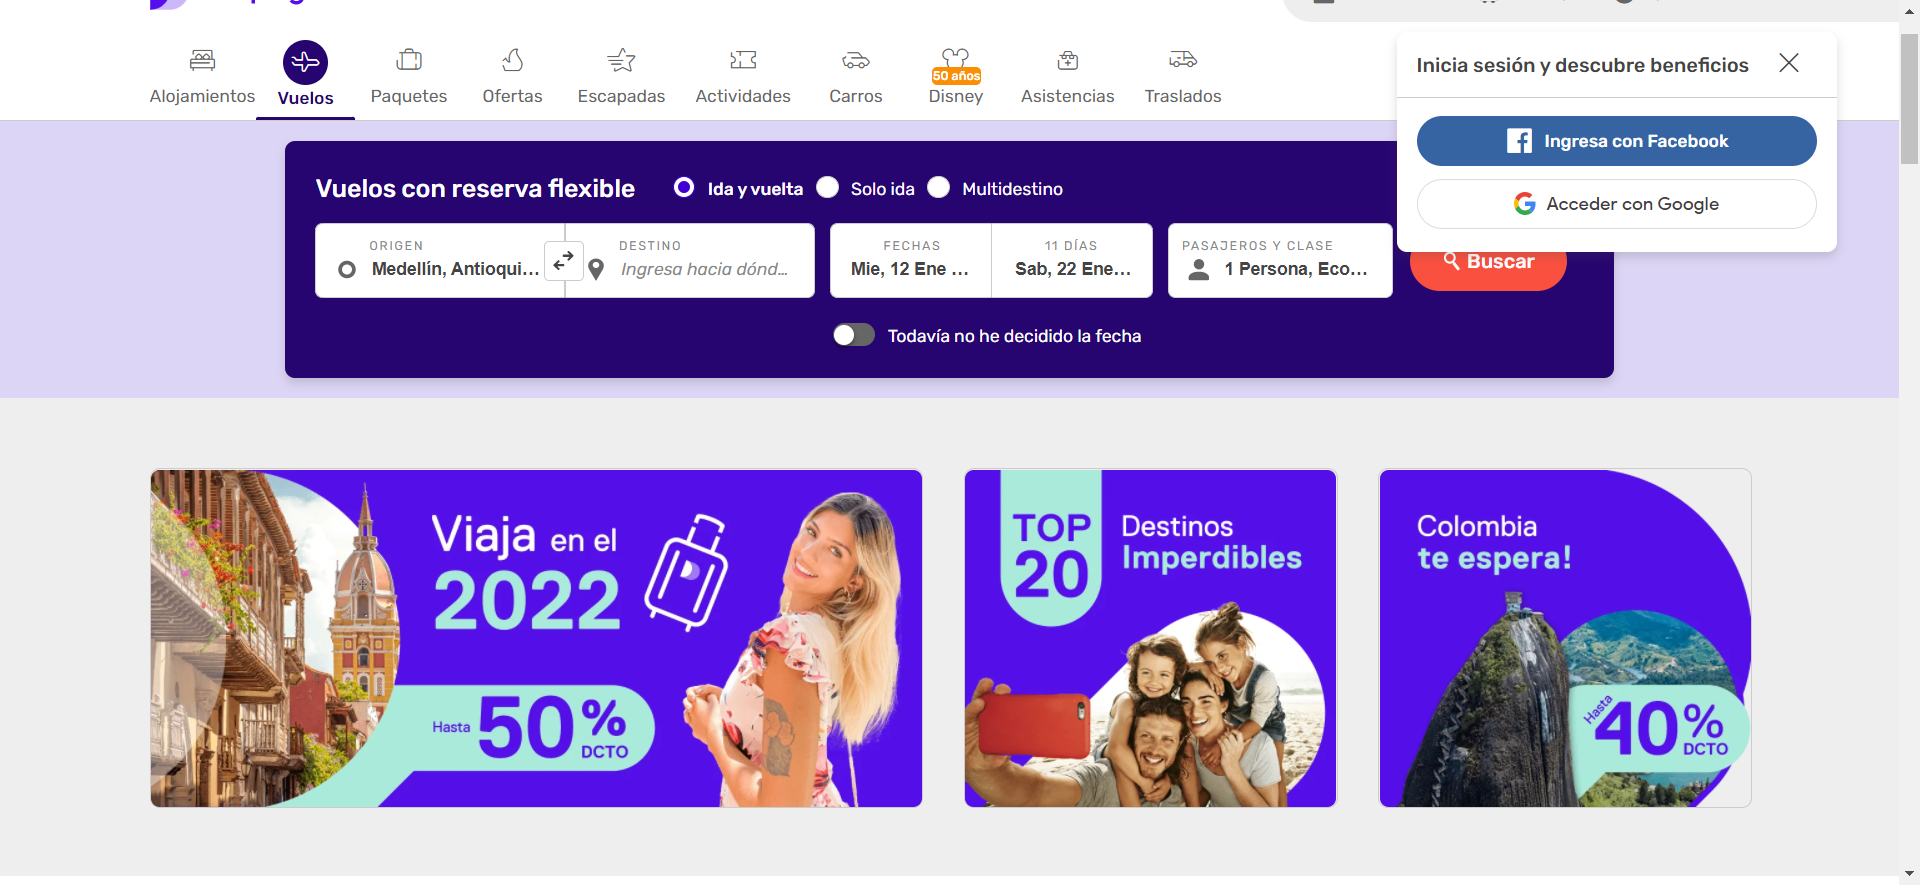 Alojamientos
Vuelos
Paquetes
Ofertas
Escapadas
Actividades
Carros
50 años
Disney
Asistencias
Traslados
Inicia sesión y descubre beneficios
Ingresa con Facebook
Acceder con Google
Vuelos con reserva flexible
Ida y vuelta
Solo ida
Multidestino
ORIGEN
Medellín, Antioqui...
DESTINO
Ingresa hacia dónd...
FECHAS
Mie, 12 Ene ...
11 DÍAS
Sab, 22 Ene...
PASAJEROS Y CLASE
1 Persona, Eco...
Buscar
Todavía no he decidido la fecha
Viaja en el
2022
Hasta 50% DCTO
TOP
20
Destinos
Imperdibles
Colombia
te espera!
Hasta 40% DCTO